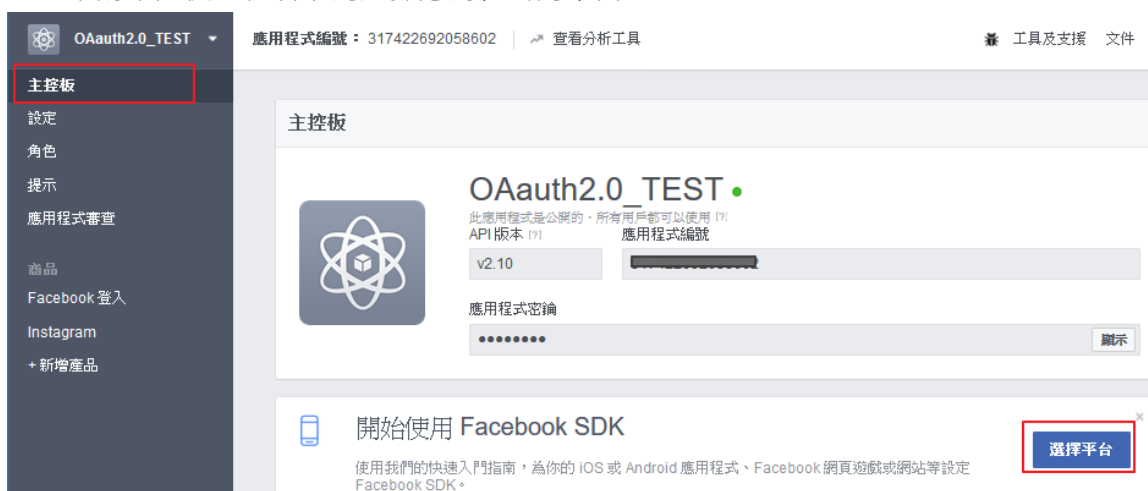 OAauth2.0_TEST
應用程式編號：317422692058602
查看分析工具
工具及支援
文件
主控板
設定
角色
提示
應用程式審查
商品
Facebook 登入
Instagram
+ 新增產品
主控板
OAauth2.0_TEST
此應用程式是公開的，所有用戶都可以使用 [?]
API 版本 [?]
應用程式編號
v2.10
應用程式密鑰
●●●●●●●●
顯示
開始使用 Facebook SDK
使用我們的快速入門指南，為你的 iOS 或 Android 應用程式、Facebook 網頁遊戲或網站等設定
Facebook SDK。
選擇平台